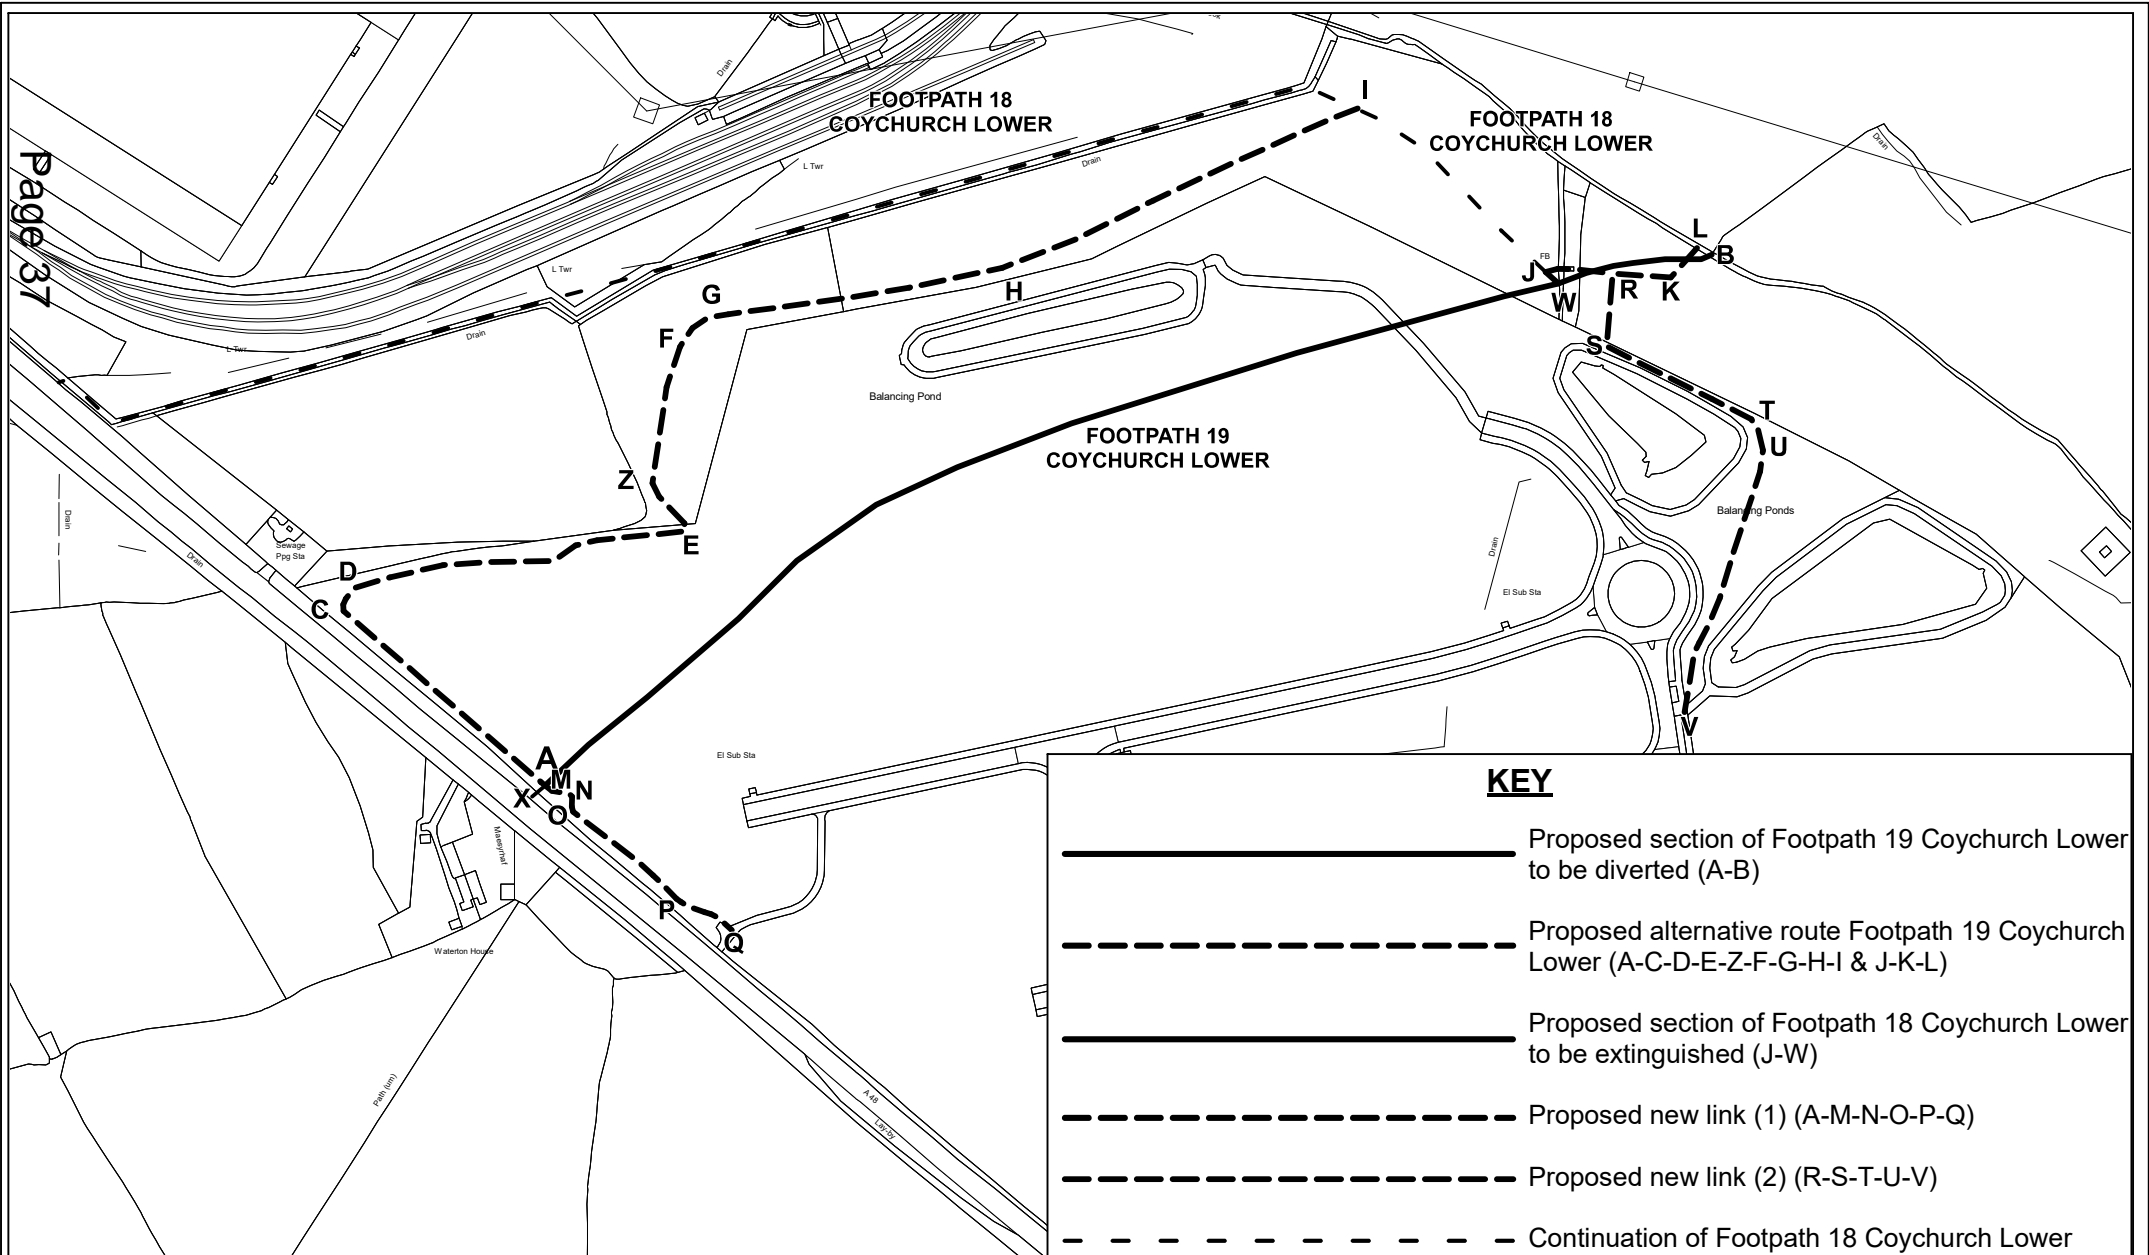 Page 37
Drain
FOOTPATH 18
COYCHURCH LOWER
I
FOOTPATH 18
COYCHURCH LOWER
Drain
L Twr
Drain
L
B
FB
J
W
R
K
L Twr
G
H
F
L Twr
Drain
S
Balancing Pond
T
U
FOOTPATH 19
COYCHURCH LOWER
Z
Balancing Ponds
Drain
Drain
Sewage
Ppg Sta
E
Drain
D
C
El Sub Sta
V
A
M
N
X
O
El Sub Sta
Maesyrhaf
P
Q
Waterton House
Path (um)
A 48
Lay-by
KEY
Proposed section of Footpath 19 Coychurch Lower
to be diverted (A-B)
Proposed alternative route Footpath 19 Coychurch
Lower (A-C-D-E-Z-F-G-H-I & J-K-L)
Proposed section of Footpath 18 Coychurch Lower
to be extinguished (J-W)
Proposed new link (1) (A-M-N-O-P-Q)
Proposed new link (2) (R-S-T-U-V)
Continuation of Footpath 18 Coychurch Lower